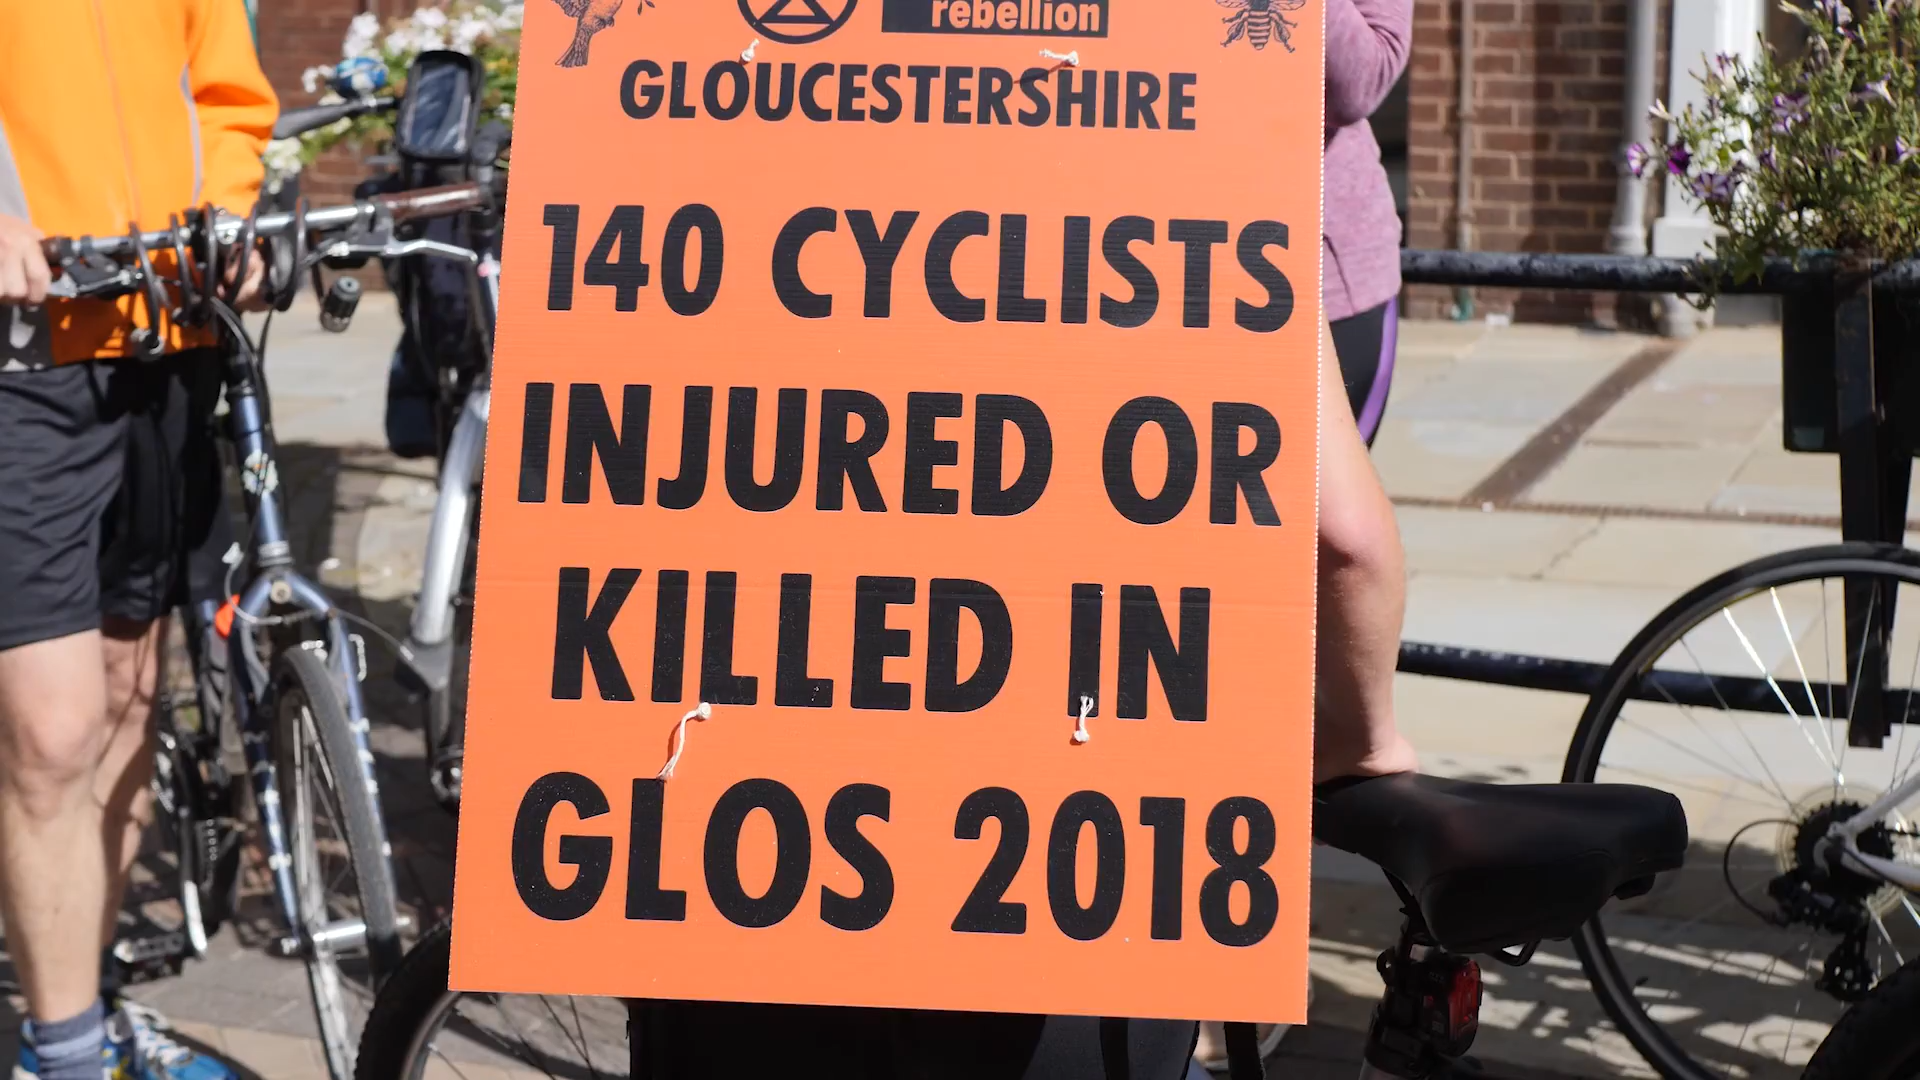 rebellion
GLOUCESTERSHIRE
140 CYCLISTS
INJURED OR
KILLED IN
GLOS 2018